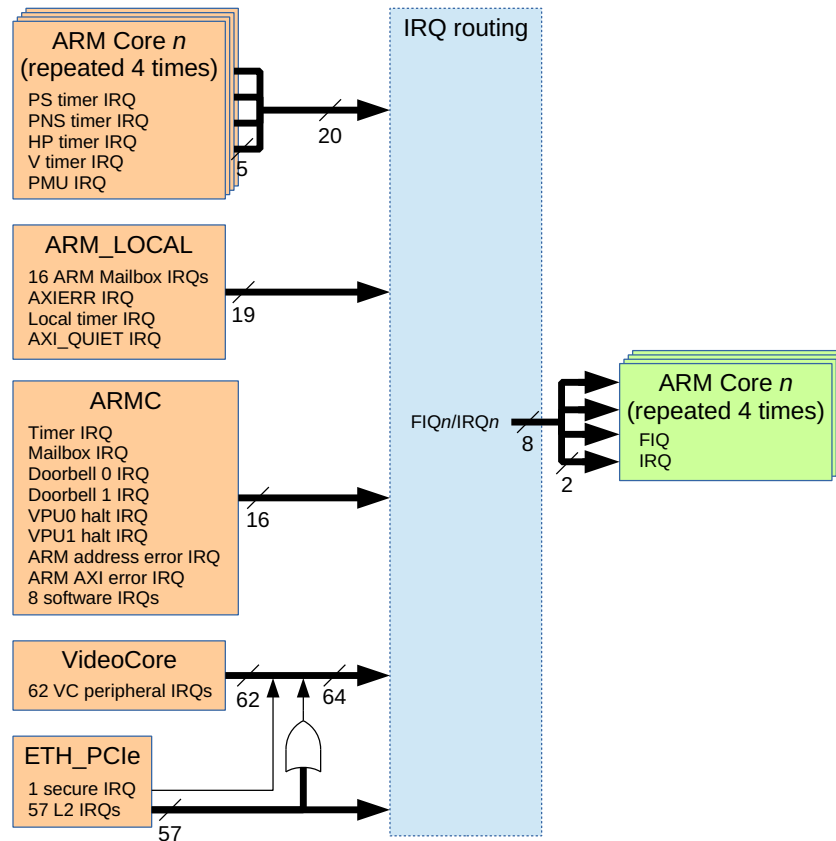 ARM Core n
(repeated 4 times)
PS timer IRQ
PNS timer IRQ
HP timer IRQ
V timer IRQ
PMU IRQ
5
20
IRQ routing
ARM_LOCAL
16 ARM Mailbox IRQs
AXIERR IRQ
Local timer IRQ
AXI_QUIET IRQ
19
ARMC
Timer IRQ
Mailbox IRQ
Doorbell 0 IRQ
Doorbell 1 IRQ
VPU0 halt IRQ
VPU1 halt IRQ
ARM address error IRQ
ARM AXI error IRQ
8 software IRQs
16
FIQn/IRQn
8
2
ARM Core n
(repeated 4 times)
FIQ
IRQ
VideoCore
62 VC peripheral IRQs
62
64
ETH_PCIe
1 secure IRQ
57 L2 IRQs
57